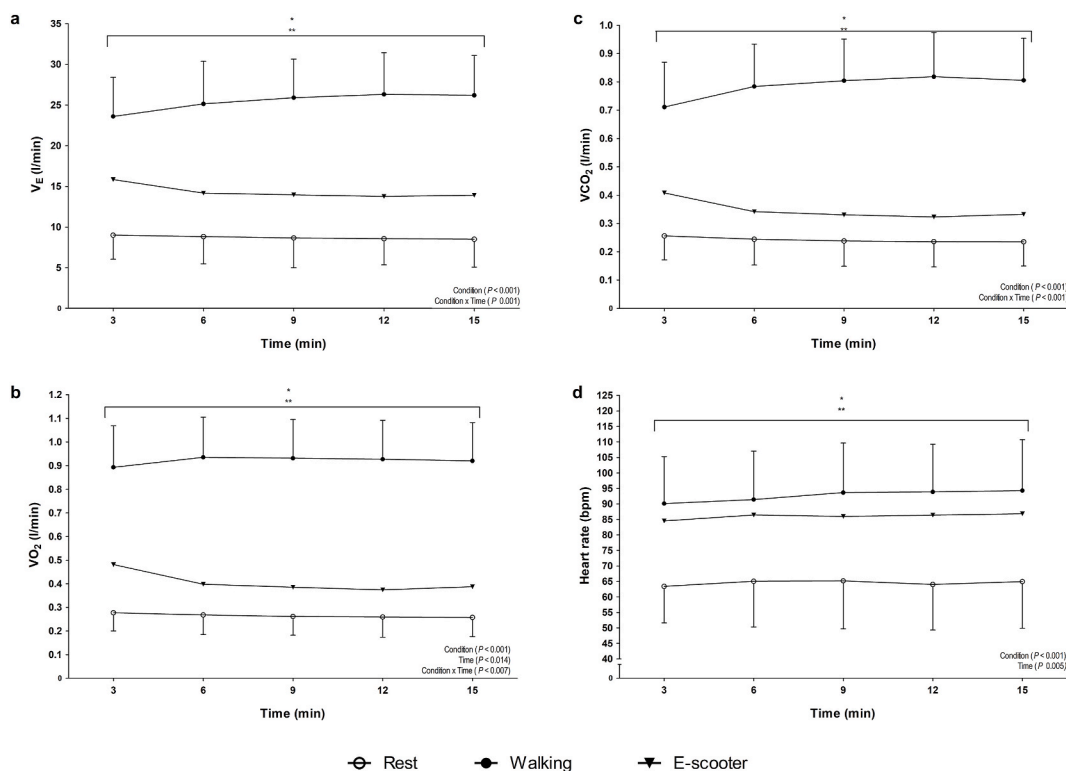 a
*
**
35
30
25
20
15
10
5
0
V_E (l/min)
Condition ( P < 0.001)
Condition x Time ( P 0.001)
3 6 9 12 15
Time (min)
c
*
**
1.0
0.9
0.8
0.7
0.6
0.5
0.4
0.3
0.2
0.1
0.0
VCO₂ (l/min)
Condition ( P < 0.001)
Condition x Time ( P < 0.001)
3 6 9 12 15
Time (min)
b
*
**
1.2
1.1
1.0
0.9
0.8
0.7
0.6
0.5
0.4
0.3
0.2
0.1
0.0
VO₂ (l/min)
Condition ( P < 0.001)
Time ( P < 0.014)
Condition x Time ( P < 0.007)
3 6 9 12 15
Time (min)
d
*
**
125
120
115
110
105
100
95
90
85
80
75
70
65
60
55
50
45
40
0
Heart rate (bpm)
Condition ( P < 0.001)
Time ( P 0.005)
3 6 9 12 15
Time (min)
Rest Walking E-scooter